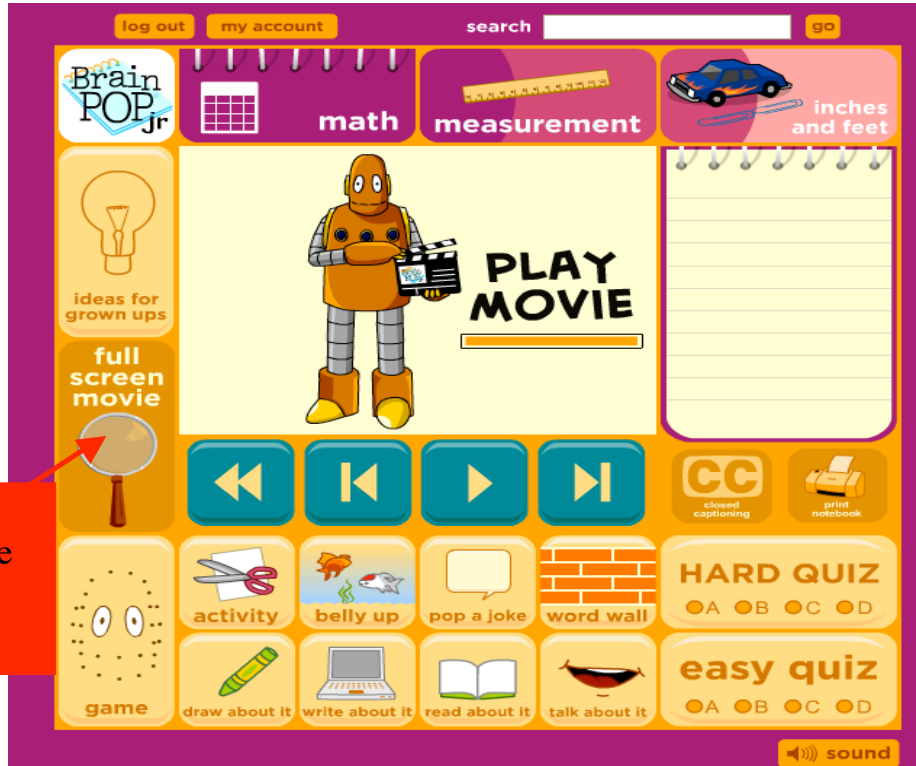 log out my account search go
Brain
POP jr
math
measurement
inches
and feet
ideas for
grown ups
PLAY
MOVIE
full
screen
movie
CC
closed
captioning
print
notebook
e
activity
belly up
pop a joke
word wall
HARD QUIZ
A B C D
game
draw about it
write about it
read about it
talk about it
easy quiz
A B C D
sound